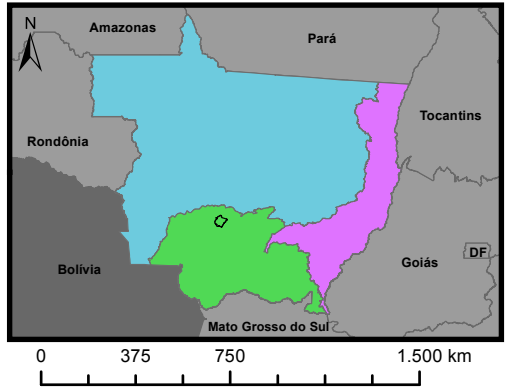 N
Amazonas
Pará
Tocantins
Rondônia
Bolívia
Goiás
DF
Mato Grosso do Sul
0 375 750 1.500 km